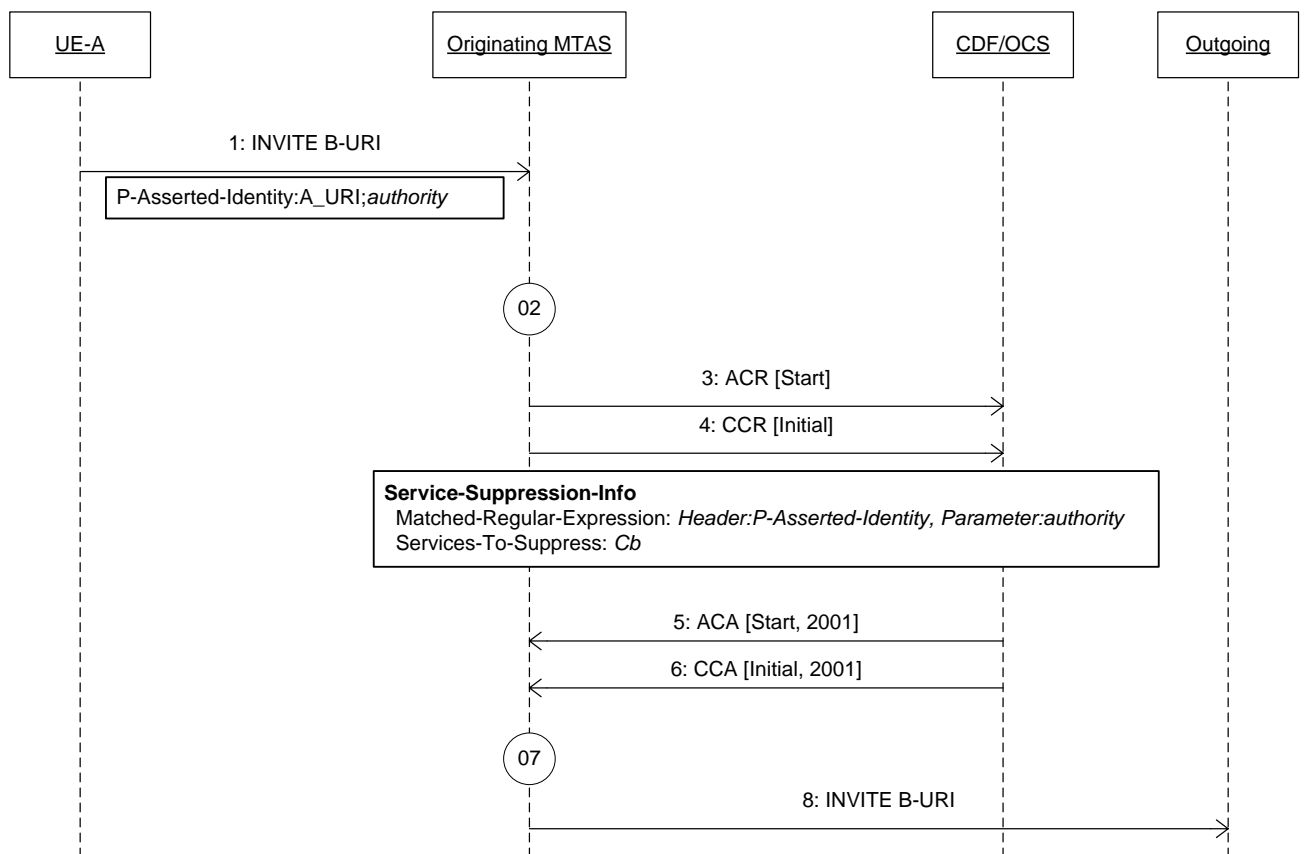 UE-A
Originating MTAS
CDF/OCS
Outgoing
1: INVITE B-URI
P-Asserted-Identity:A_URI;authority
02
3: ACR [Start]
4: CCR [Initial]
Service-Suppression-Info
Matched-Regular-Expression: Header:P-Asserted-Identity, Parameter:authority
Services-To-Suppress: Cb
5: ACA [Start, 2001]
6: CCA [Initial, 2001]
07
8: INVITE B-URI